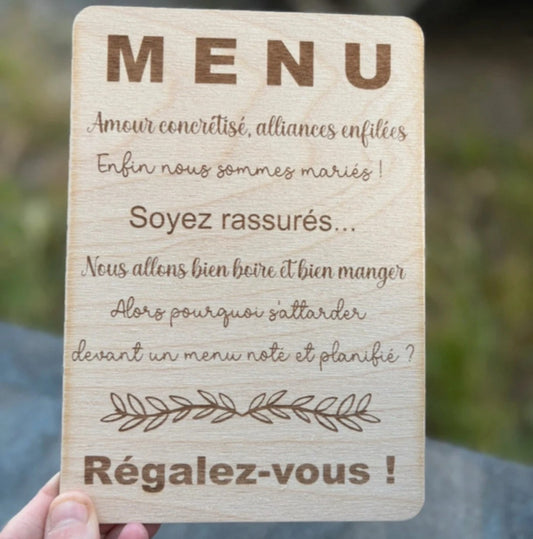 MENU
Amour concrétisé, alliances enfilées
Enfin nous sommes mariés !
Soyez rassurés...
Nous allons bien boire et bien manger
Alors pourquoi s'attarder
devant un menu noté et planifié ?
Régalez-vous !